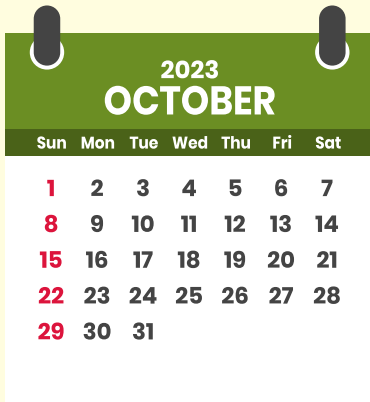 2023
OCTOBER
Sun Mon Tue Wed Thu Fri Sat
1 2 3 4 5 6 7
8 9 10 11 12 13 14
15 16 17 18 19 20 21
22 23 24 25 26 27 28
29 30 31